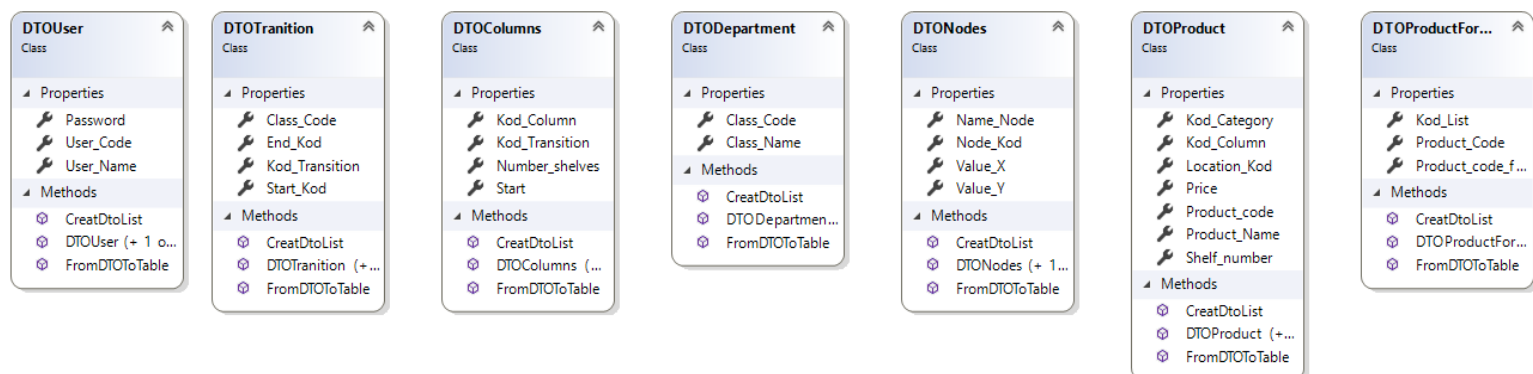 DTOUser
Class
Properties
Password
User_Code
User_Name
Methods
CreatDtoList
DTOUser (+ 1 o...
FromDTOToTable
DTOTranition
Class
Properties
Class_Code
End_Kod
Kod_Transition
Start_Kod
Methods
CreatDtoList
DTOTranition (+...
FromDTOToTable
DTOColumns
Class
Properties
Kod_Column
Kod_Transition
Number_shelves
Start
Methods
CreatDtoList
DTOColumns (...
FromDTOToTable
DTODepartment
Class
Properties
Class_Code
Class_Name
Methods
CreatDtoList
DTODepartmen...
FromDTOToTable
DTONodes
Class
Properties
Name_Node
Node_Kod
Value_X
Value_Y
Methods
CreatDtoList
DTONodes (+ 1...
FromDTOToTable
DTOProduct
Class
Properties
Kod_Category
Kod_Column
Location_Kod
Price
Product_code
Product_Name
Shelf_number
Methods
CreatDtoList
DTOProduct (+...
FromDTOToTable
DTOProductFor...
Class
Properties
Kod_List
Product_Code
Product_code_f...
Methods
CreatDtoList
DTOProductFor...
FromDTOToTable